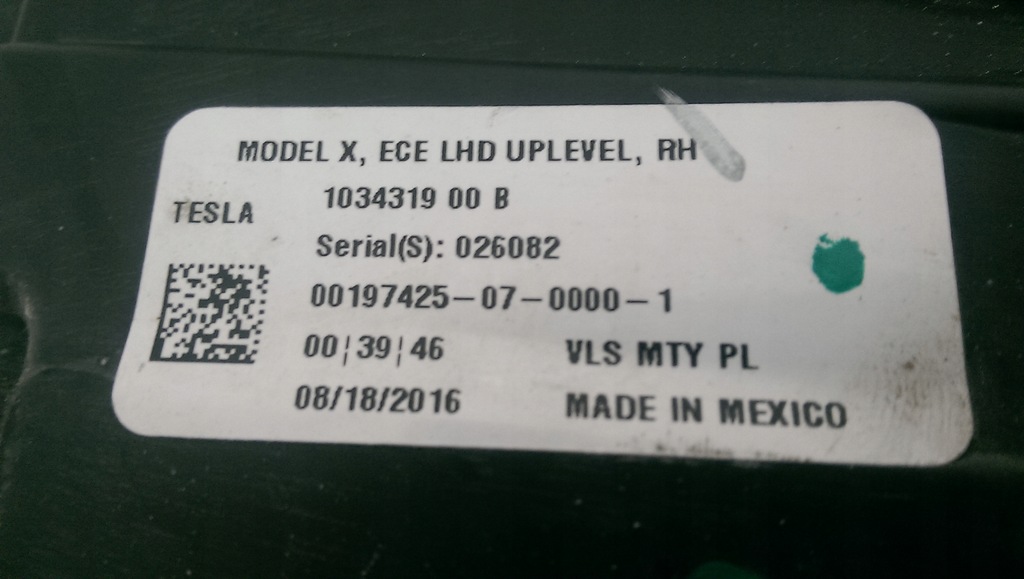 MODEL X, ECE LHD UPLEVEL, RH
1034319 00 B
TESLA
Serial(S): 026082
00197425-07-0000-1
00¦39¦46 VLS MTY PL
08/18/2016 MADE IN MEXICO